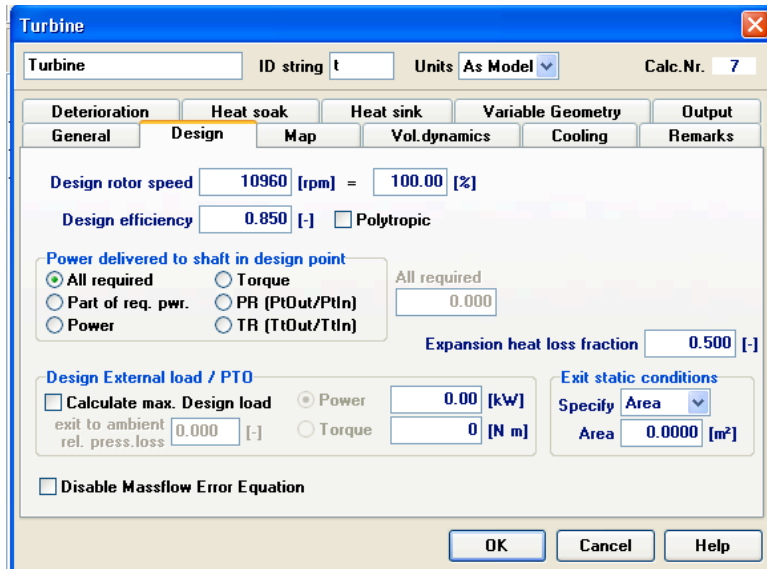 Turbine
Turbine ID string t Units As Model Calc.Nr. 7
Deterioration Heat soak Heat sink Variable Geometry Output
General Design Map Vol.dynamics Cooling Remarks
Design rotor speed 10960 [rpm] = 100.00 [%]
Design efficiency 0.850 [-] Polytropic
Power delivered to shaft in design point
All required Torque All required
Part of req. pwr. PR (PtOut/PtIn) 0.000
Power TR (TtOut/TtIn)
Expansion heat loss fraction 0.500 [-]
Design External load / PTO Exit static conditions
Calculate max. Design load Power 0.00 [kW] Specify Area
exit to ambient
rel. press.loss 0.000 [-] Torque 0 [N m] Area 0.0000 [m²]
Disable Massflow Error Equation
OK Cancel Help